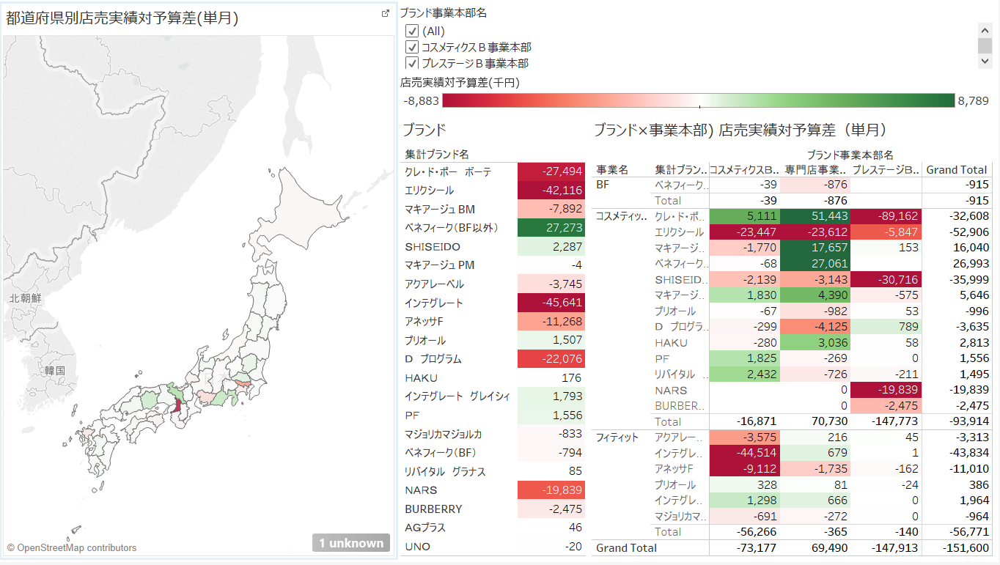 都道府県別店売実績対予算差(単月)
北朝鮮
韓国
© OpenStreetMap contributors
1 unknown
ブランド事業本部名
(All)
コスメティクスＢ事業本部
プレステージＢ事業本部
店売実績対予算差(千円)
-8,883 8,789
ブランド
集計ブランド名
クレ・ド・ポー ボーテ -27,494
エリクシール -42,116
マキアージュ BM -7,892
ベネフィーク(BF以外) 27,273
SHISEIDO 2,287
マキアージュ PM -4
アクアレーベル -3,745
インテグレート -45,641
アネッサF -11,268
プリオール 1,507
D プログラム -22,076
HAKU 176
インテグレート グレイシィ 1,793
PF 1,556
マジョリカマジョルカ -833
ベネフィーク(BF) -794
リバイタル グラナス 85
NARS -19,839
BURBERRY -2,475
AGプラス 46
UNO -20
ブランド×事業本部) 店売実績対予算差（単月）
ブランド事業本部名
事業名 集計ブラン.. コスメティクスB.. 専門店事業.. プレステージB.. Grand Total
BF ベネフィーク.. -39 -876 -915
Total -39 -876 -915
コスメティッ.. クレ・ド・ポ.. 5,111 51,443 -89,162 -32,608
エリクシール -23,447 -23,612 -5,847 -52,906
マキアージ.. -1,770 17,657 153 16,040
ベネフィーク.. -68 27,061 26,993
SHISEID.. -2,139 -3,143 -30,716 -35,999
マキアージ.. 1,830 4,390 -575 5,646
プリオール -67 -982 53 -996
D プログラ.. -299 -4,125 789 -3,635
HAKU -280 3,036 58 2,813
PF 1,825 -269 0 1,556
リバイタル .. 2,432 -726 -211 1,495
NARS 0 -19,839 -19,839
BURBER.. 0 -2,475 -2,475
Total -16,871 70,730 -147,773 -93,914
フィティット アクアレー.. -3,575 216 45 -3,313
インテグレ.. -44,514 679 1 -43,834
アネッサF -9,112 -1,735 -162 -11,010
プリオール 328 81 -24 386
インテグレ.. 1,298 666 0 1,964
マジョリカマ.. -691 -272 0 -964
Total -56,266 -365 -140 -56,771
Grand Total -73,177 69,490 -147,913 -151,600